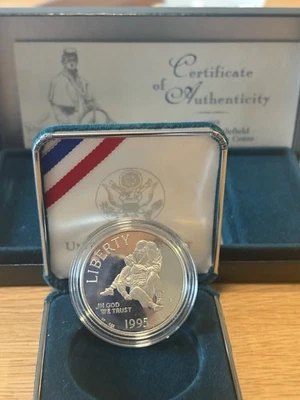 Certificate
of
Authenticity
LIBERTY
IN GOD
WE TRUST
1995